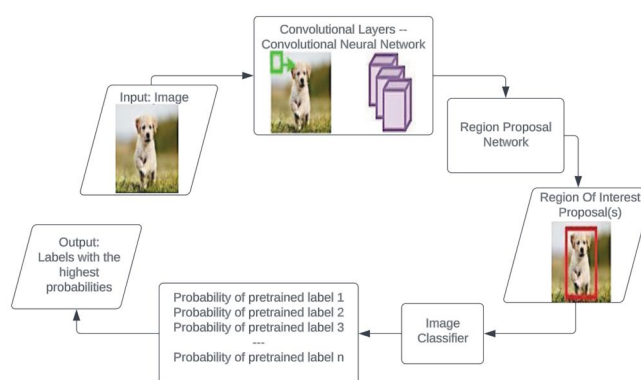 Input: Image
Convolutional Layers --
Convolutional Neural Network
Region Proposal
Network
Region Of Interest
Proposal(s)
Image
Classifier
Probability of pretrained label 1
Probability of pretrained label 2
Probability of pretrained label 3
---
Probability of pretrained label n
Output:
Labels with the
highest
probabilities